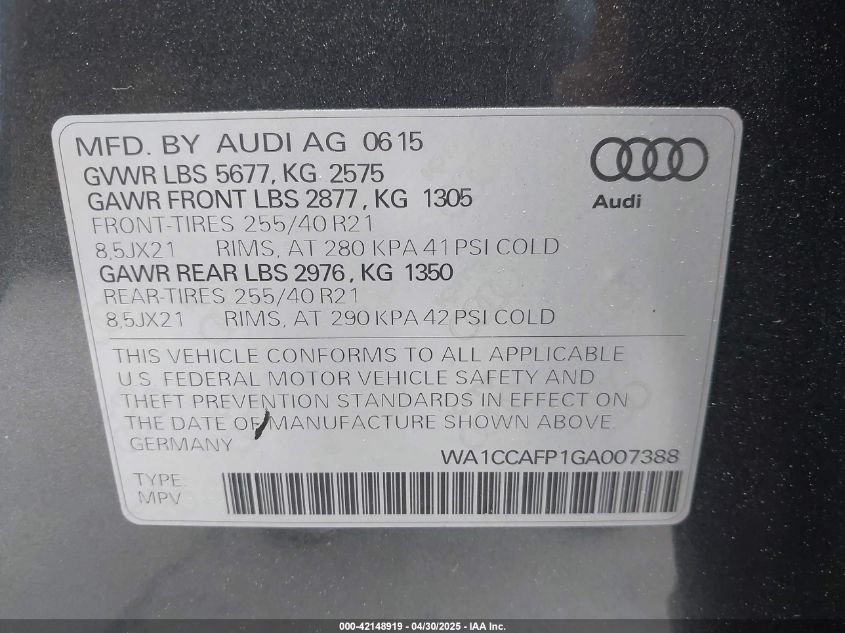 MFD. BY AUDI AG 0615
GVWR LBS 5677, KG 2575
GAWR FRONT LBS 2877, KG 1305
FRONT-TIRES 255/40 R21
8,5JX21 RIMS, AT 280 KPA 41 PSI COLD
GAWR REAR LBS 2976, KG 1350
REAR-TIRES 255/40 R21
8,5JX21 RIMS, AT 290 KPA 42 PSI COLD
Audi
THIS VEHICLE CONFORMS TO ALL APPLICABLE
U.S. FEDERAL MOTOR VEHICLE SAFETY AND
THEFT PREVENTION STANDARDS IN EFFECT ON
THE DATE OF MANUFACTURE SHOWN ABOVE.
GERMANY
WA1CCAFP1GA007388
TYPE:
MPV
000-42148919 - 04/30/2025 - IAA Inc.